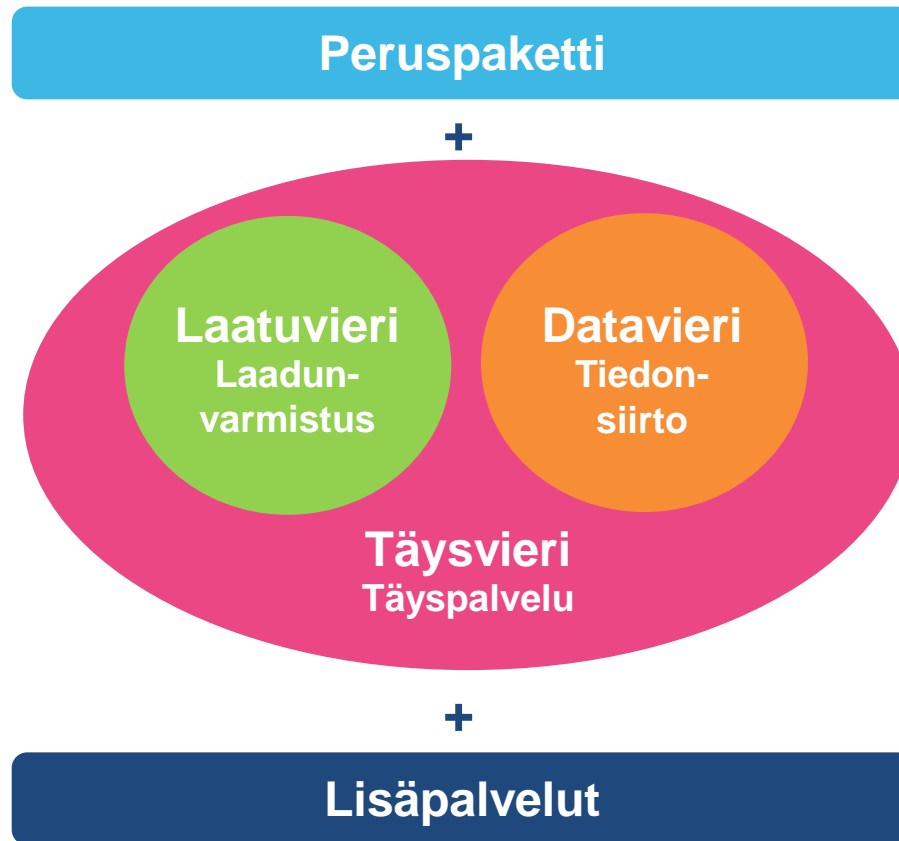 Peruspaketti
+
Laatuvieri
Laadun-
varmistus
Datavieri
Tiedon-
siirto
Täysvieri
Täyspalvelu
+
Lisäpalvelut